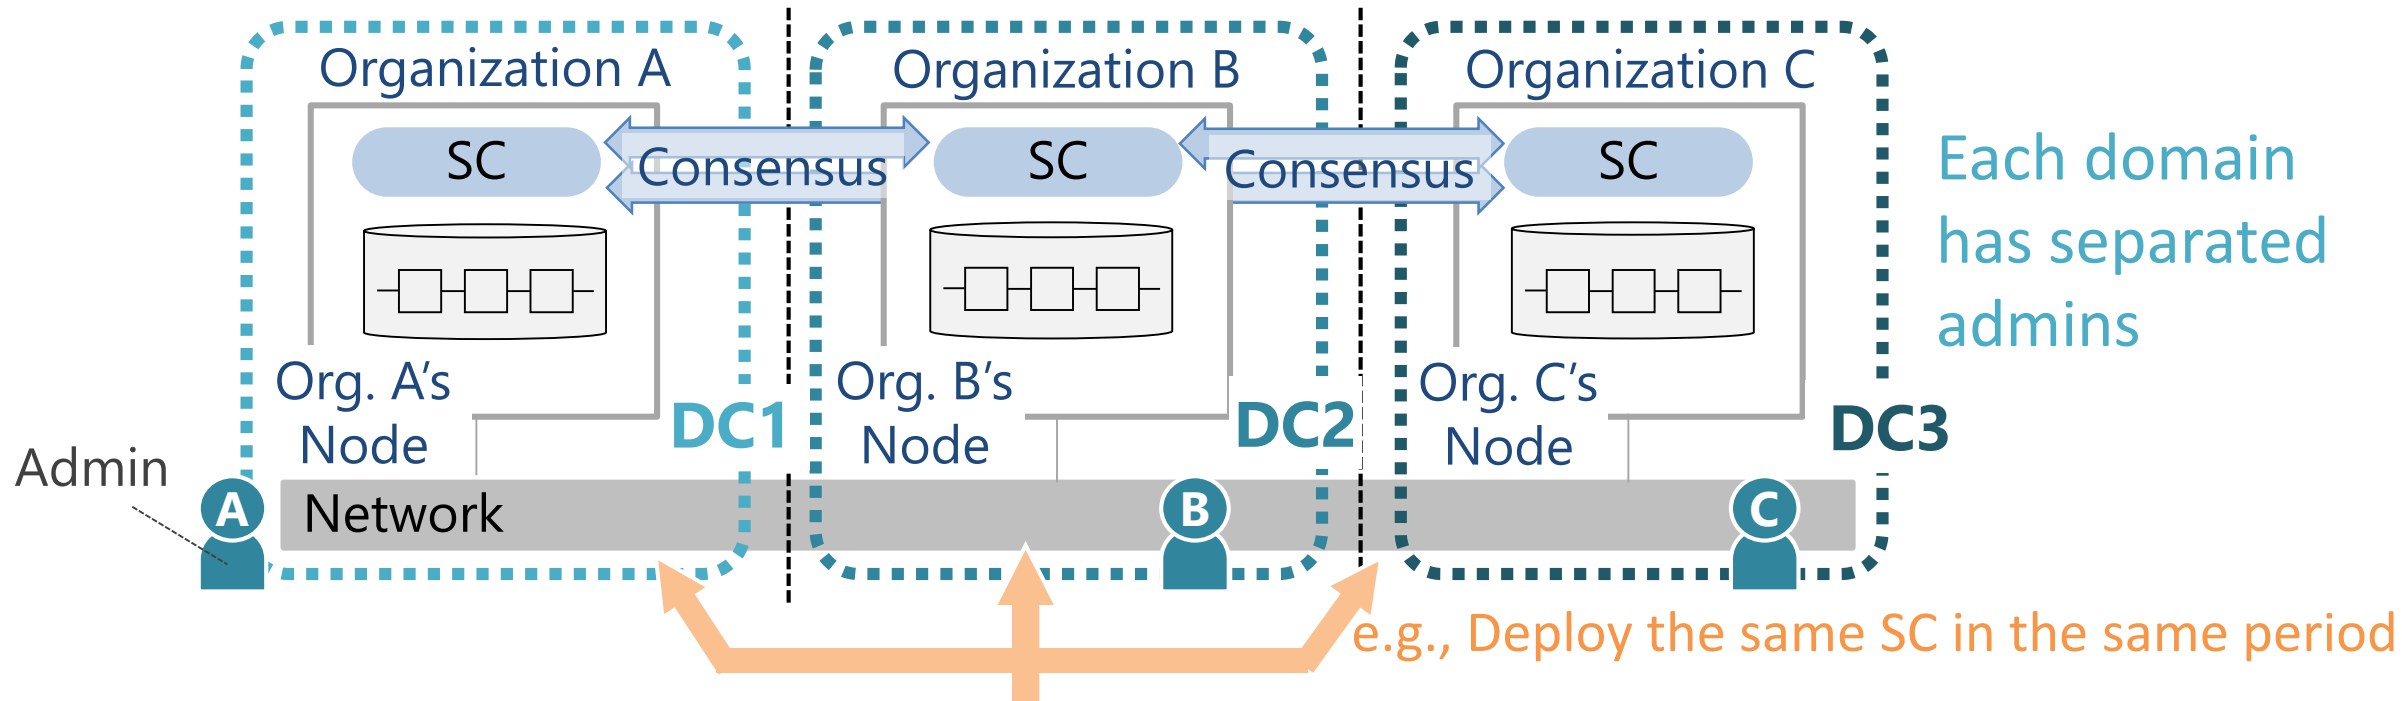 Organization A
Organization B
Organization C
SC
Consensus
SC
Consensus
SC
Each domain
has separated
admins
Org. A's
Node
DC1
Org. B's
Node
DC2
Org. C's
Node
DC3
Admin
A
Network
B
C
e.g., Deploy the same SC in the same period